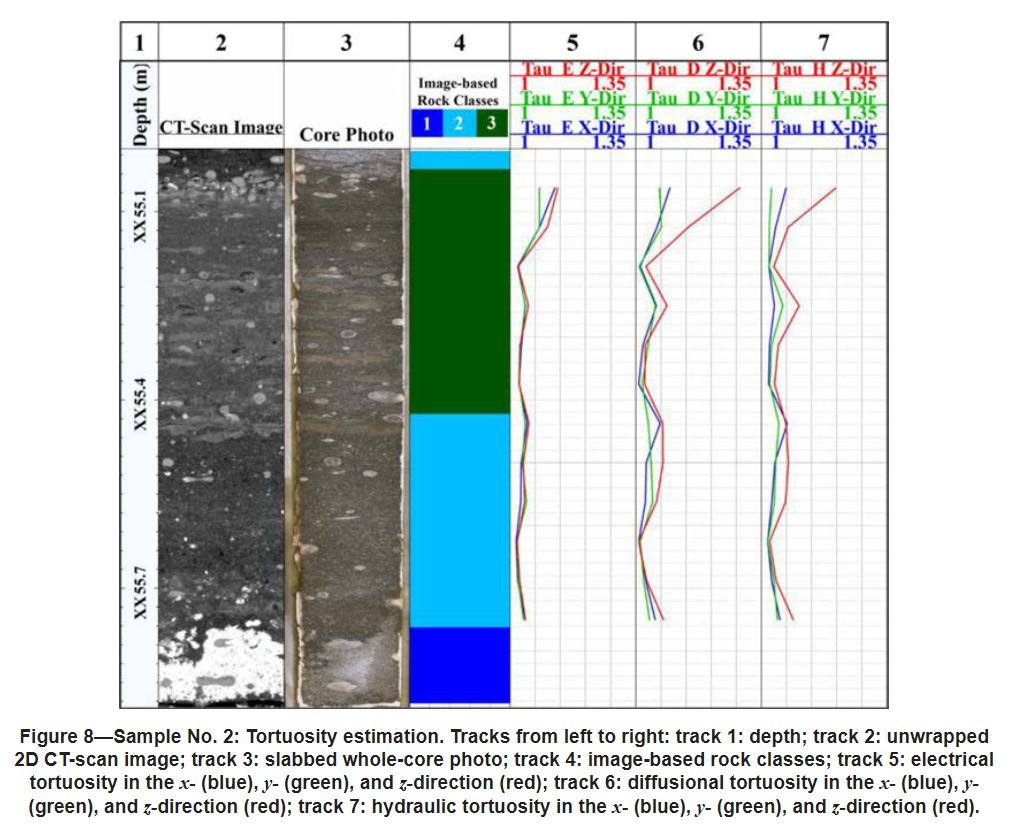 1 2 3 4 5 6 7
Depth (m)
CT-Scan Image
Core Photo
Image-based
Rock Classes
1 2 3
Tau E Z-Dir
1 1.35
Tau E Y-Dir
1 1.35
Tau E X-Dir
1 1.35
Tau D Z-Dir
1 1.35
Tau D Y-Dir
1 1.35
Tau D X-Dir
1 1.35
Tau H Z-Dir
1 1.35
Tau H Y-Dir
1 1.35
Tau H X-Dir
1 1.35
XX55.1
XX55.4
XX55.7
Figure 8—Sample No. 2: Tortuosity estimation. Tracks from left to right: track 1: depth; track 2: unwrapped
2D CT-scan image; track 3: slabbed whole-core photo; track 4: image-based rock classes; track 5: electrical
tortuosity in the x- (blue), y- (green), and z-direction (red); track 6: diffusional tortuosity in the x- (blue), y-
(green), and z-direction (red); track 7: hydraulic tortuosity in the x- (blue), y- (green), and z-direction (red).